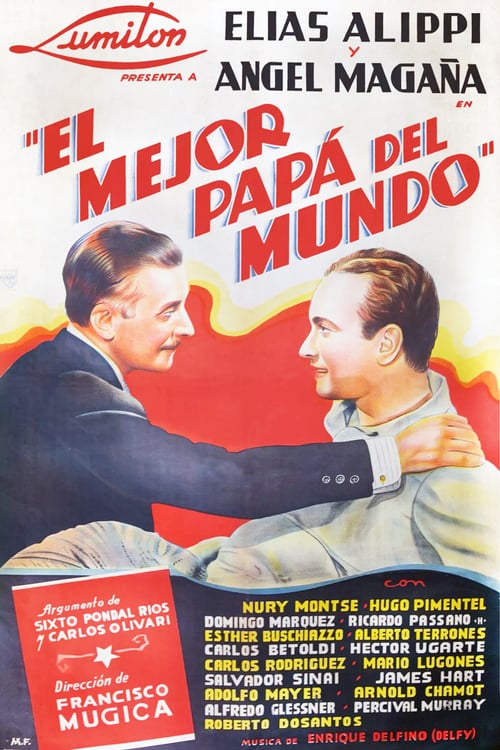 Lumiton
PRESENTA A
ELIAS ALIPPI
Y
ANGEL MAGAÑA
EN
"EL MEJOR
PAPÁ DEL
MUNDO"
Argumento de
SIXTO PONDAL RIOS
Y CARLOS OLIVARI
Dirección de
FRANCISCO
MUGICA
con
NURY MONTSE - HUGO PIMENTEL
DOMINGO MARQUEZ - RICARDO PASSANO •H•
ESTHER BUSCHIAZZO - ALBERTO TERRONES
CARLOS BETOLDI - HECTOR UGARTE
CARLOS RODRIGUEZ - MARIO LUGONES
SALVADOR SINAI - JAMES HART
ADOLFO MAYER - ARNOLD CHAMOT
ALFREDO GLESSNER - PERCIVAL MURRAY
ROBERTO DOSANTOS
MUSICA DE ENRIQUE DELFINO (DELFY)
M.F.